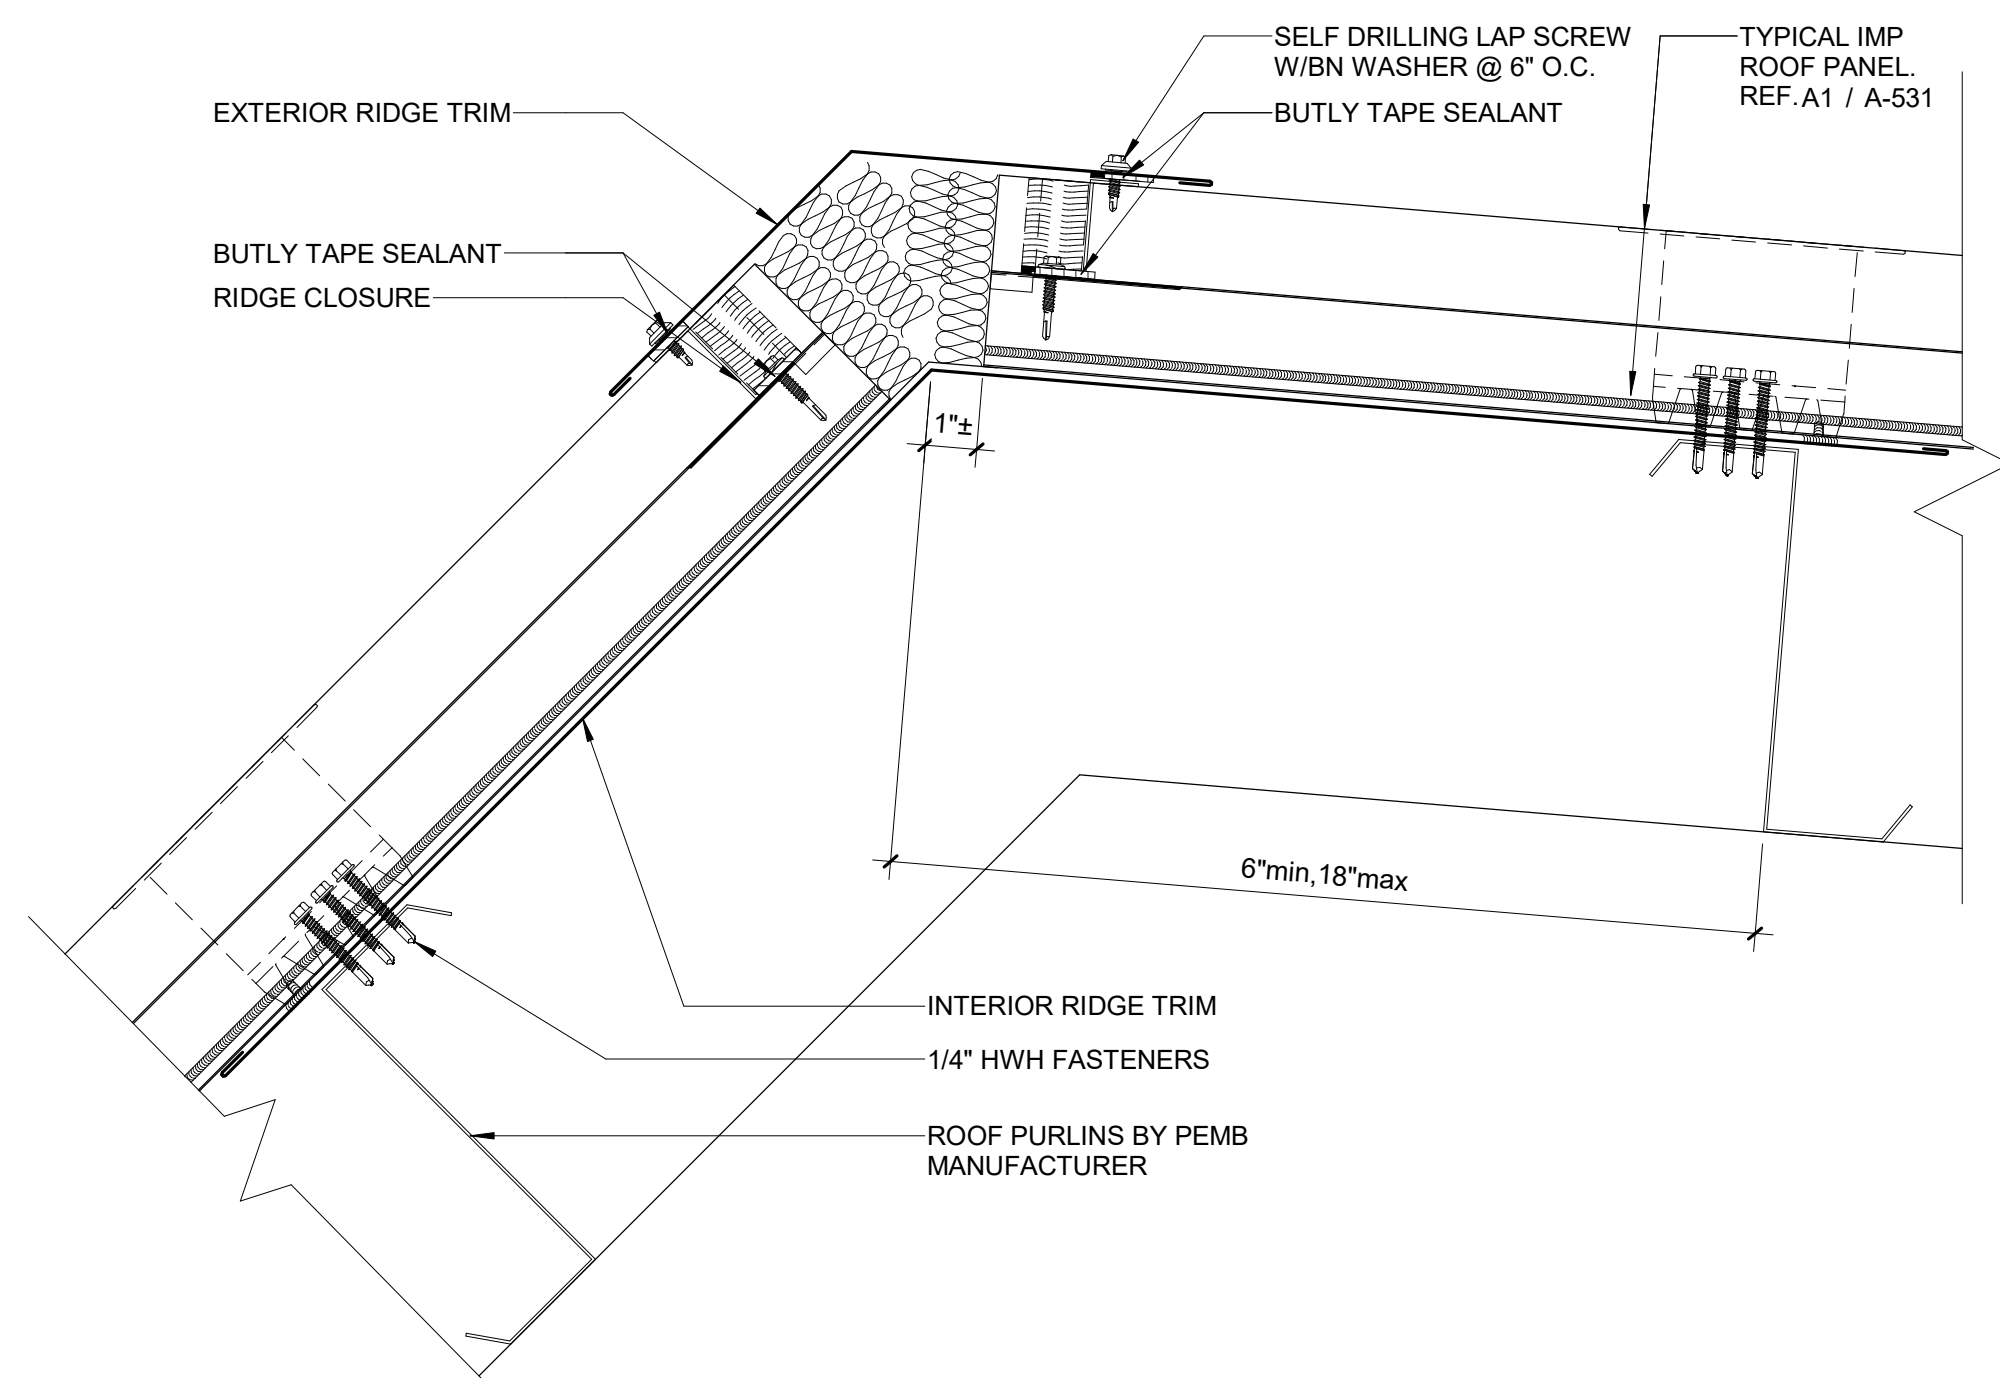 SELF DRILLING LAP SCREW
W/BN WASHER @ 6" O.C.
TYPICAL IMP
ROOF PANEL.
REF. A1 / A-531
EXTERIOR RIDGE TRIM
BUTLY TAPE SEALANT
BUTLY TAPE SEALANT
RIDGE CLOSURE
1"±
6"min,18"max
INTERIOR RIDGE TRIM
1/4" HWH FASTENERS
ROOF PURLINS BY PEMB
MANUFACTURER